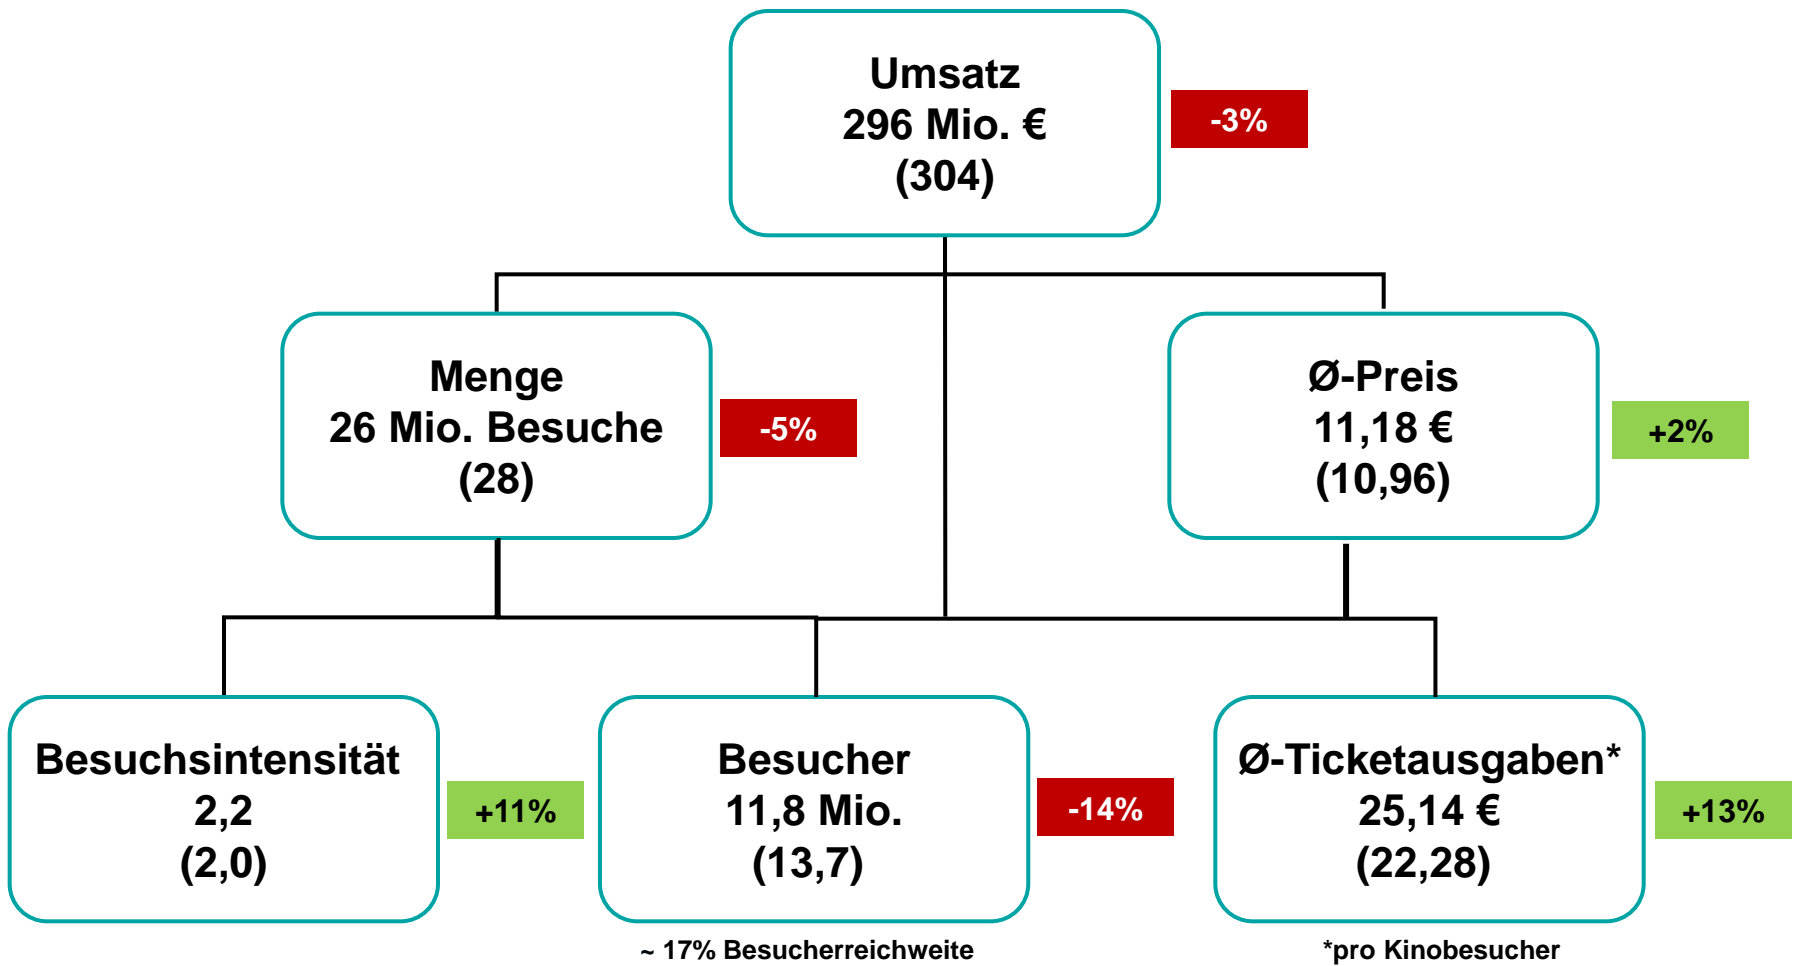 Umsatz
296 Mio. €
(304)
-3%
Menge
26 Mio. Besuche
(28)
-5%
Ø-Preis
11,18 €
(10,96)
+2%
Besuchsintensität
2,2
(2,0)
+11%
Besucher
11,8 Mio.
(13,7)
-14%
Ø-Ticketausgaben*
25,14 €
(22,28)
+13%
~ 17% Besucherreichweite
*pro Kinobesucher